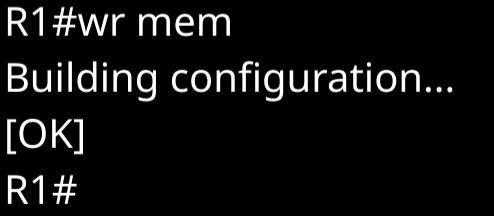 R1#wr mem
Building configuration...
[OK]
R1#